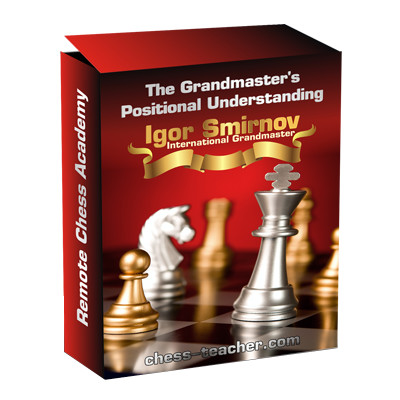 The Grandmaster's
Positional Understanding
Igor Smirnov
International Grandmaster
Remote Chess Academy
chess-teacher.com